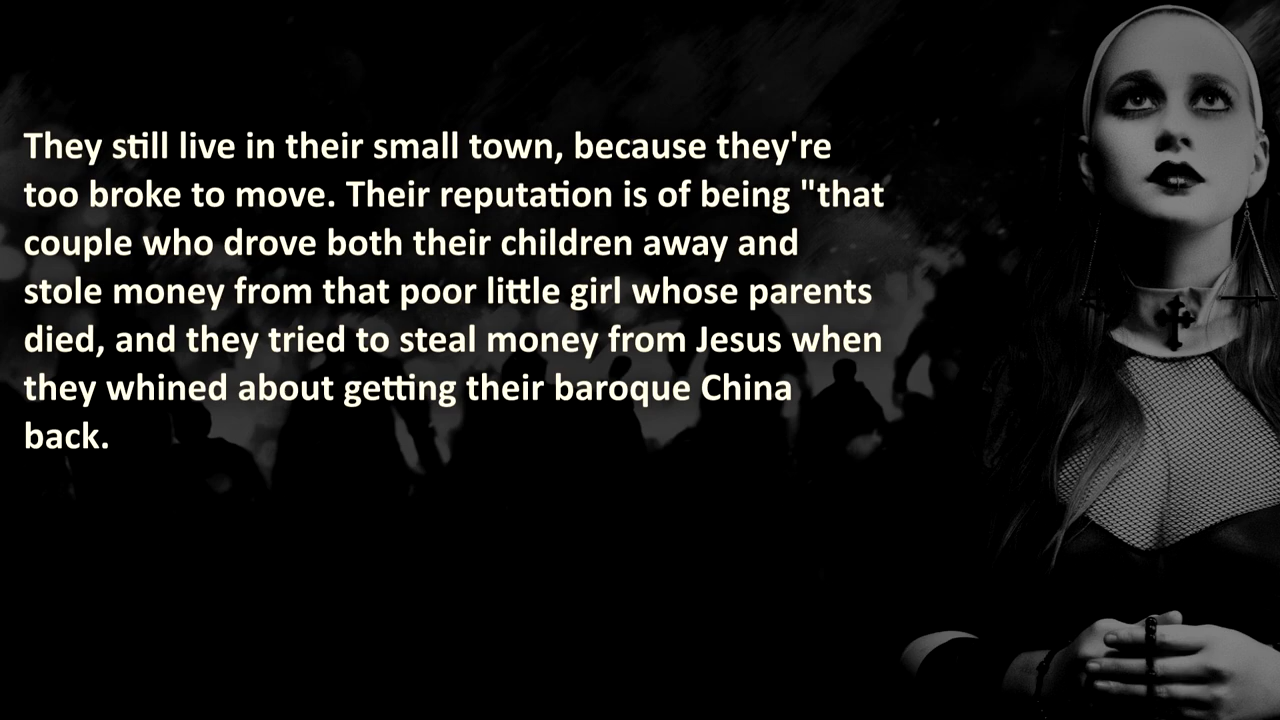 They still live in their small town, because they're
too broke to move. Their reputation is of being "that
couple who drove both their children away and
stole money from that poor little girl whose parents
died, and they tried to steal money from Jesus when
they whined about getting their baroque China
back.